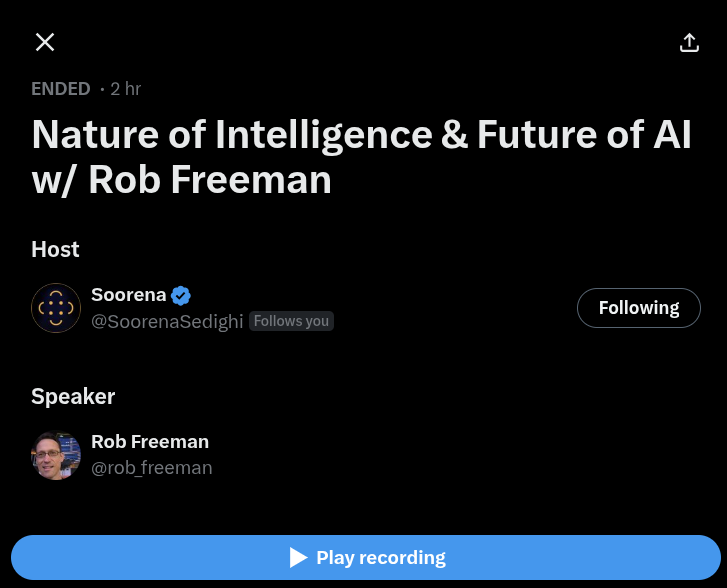 ENDED · 2 hr
Nature of Intelligence & Future of AI
w/ Rob Freeman
Host
Soorena
@SoorenaSedighi Follows you
Following
Speaker
Rob Freeman
@rob_freeman
Play recording